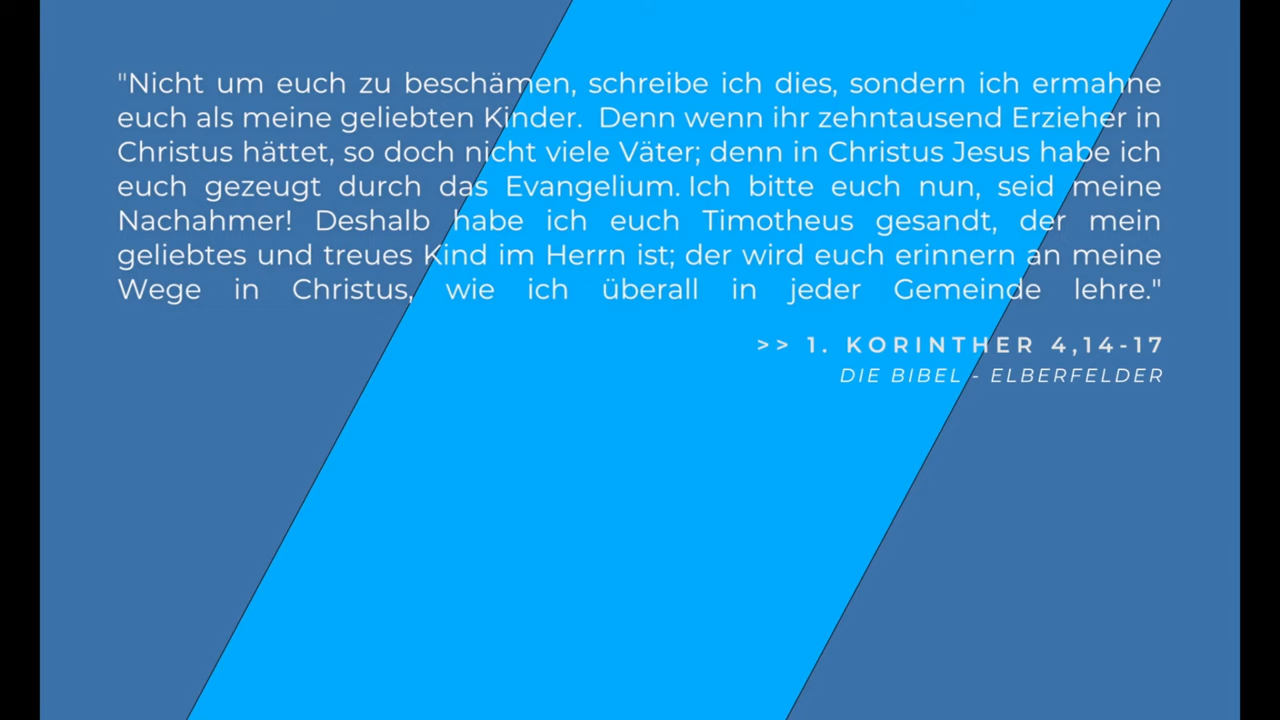 "Nicht um euch zu beschämen, schreibe ich dies, sondern ich ermahne
euch als meine geliebten Kinder.  Denn wenn ihr zehntausend Erzieher in
Christus hättet, so doch nicht viele Väter; denn in Christus Jesus habe ich
euch gezeugt durch das Evangelium. Ich bitte euch nun, seid meine
Nachahmer! Deshalb habe ich euch Timotheus gesandt, der mein
geliebtes und treues Kind im Herrn ist; der wird euch erinnern an meine
Wege in Christus, wie ich überall in jeder Gemeinde lehre."
>> 1. KORINTHER 4,14-17
DIE BIBEL - ELBERFELDER